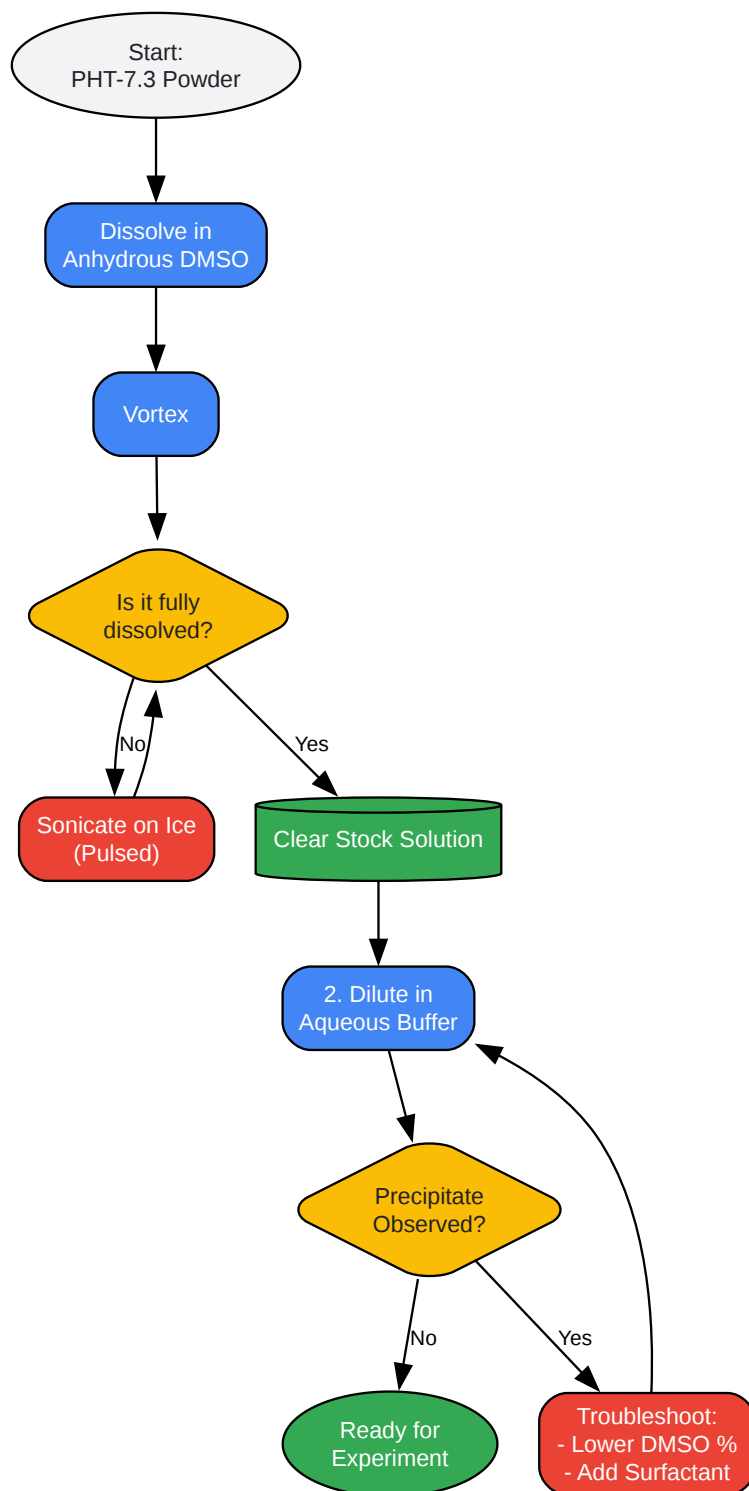 Start:
PHT-7.3 Powder
Dissolve in
Anhydrous DMSO
Vortex
Is it fully
dissolved?
No
Yes
Sonicate on Ice
(Pulsed)
Clear Stock Solution
2. Dilute in
Aqueous Buffer
Precipitate
Observed?
No
Yes
Ready for
Experiment
Troubleshoot:
- Lower DMSO %
- Add Surfactant